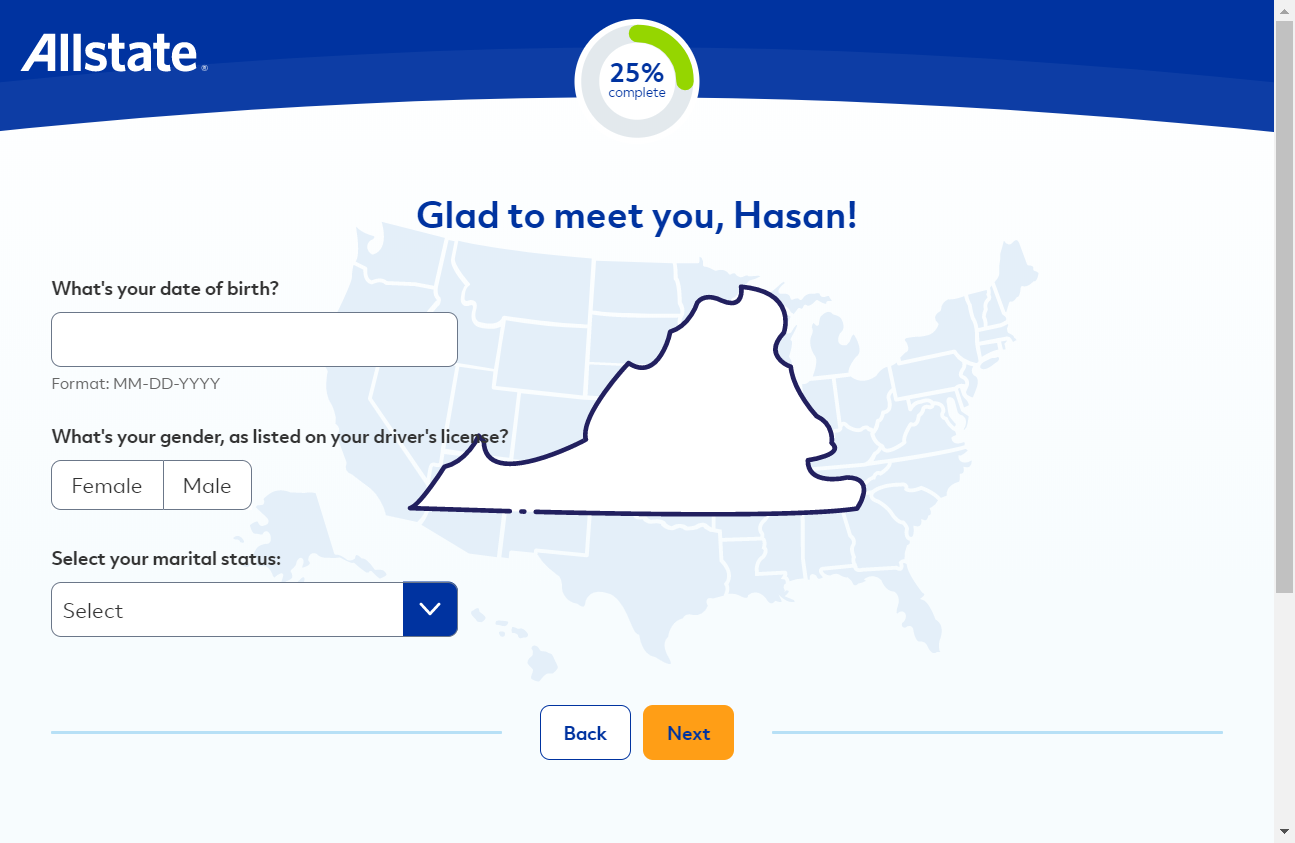 Allstate®
25%
complete
Glad to meet you, Hasan!
What's your date of birth?
Format: MM-DD-YYYY
What's your gender, as listed on your driver's license?
Female Male
Select your marital status:
Select
Back Next